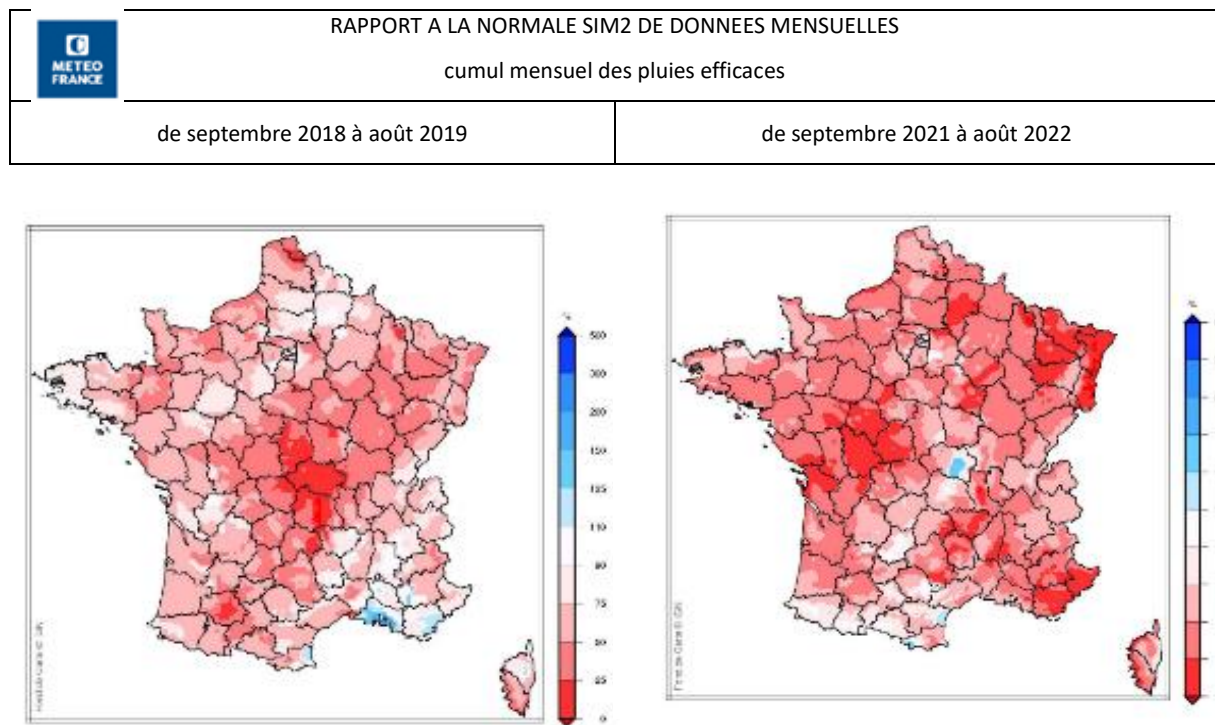 METEO
FRANCE
RAPPORT A LA NORMALE SIM2 DE DONNEES MENSUELLES
cumul mensuel des pluies efficaces
de septembre 2018 à août 2019
de septembre 2021 à août 2022
%
500
300
200
150
125
110
90
75
50
25
0
%